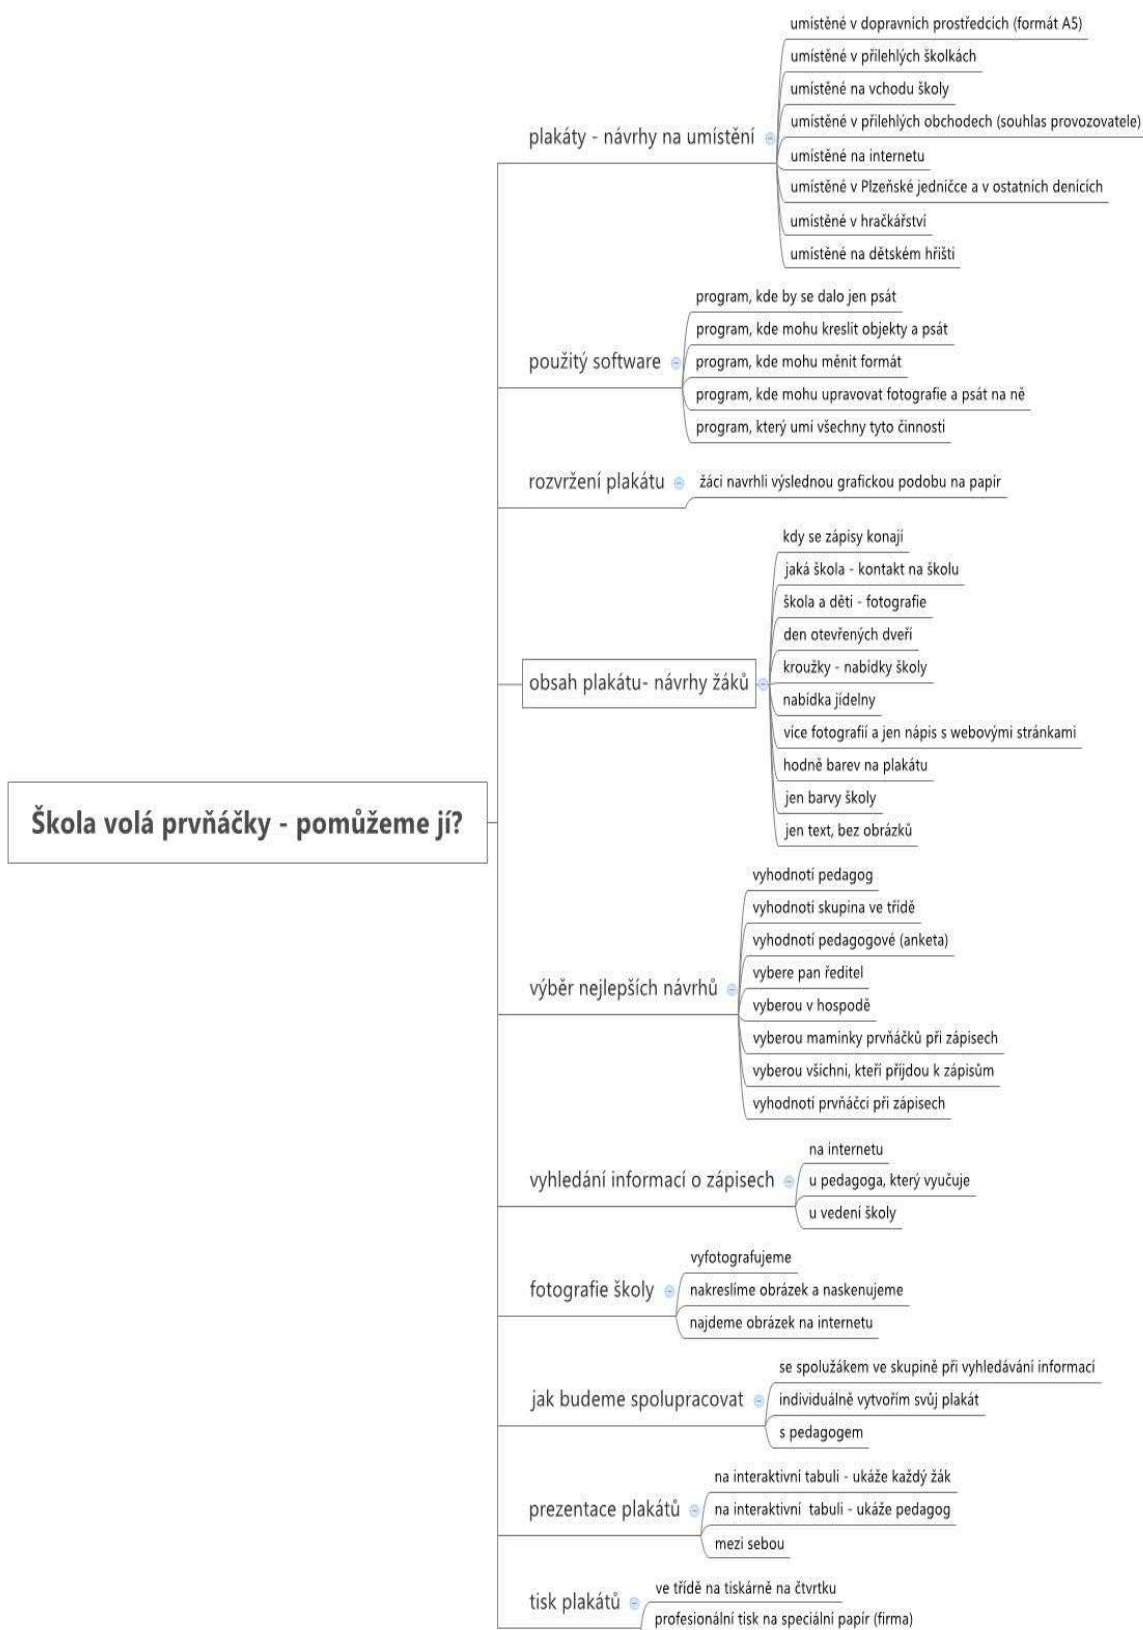 umístěné v dopravních prostředcích (formát A5)
umístěné v přilehlých školkách
umístěné na vchodu školy
umístěné v přilehlých obchodech (souhlas provozovatele)
plakáty - návrhy na umístění
umístěné na internetu
umístěné v Plzeňské jedničce a v ostatních denících
umístěné v hračkářství
umístěné na dětském hřišti
program, kde by se dalo jen psát
program, kde mohu kreslit objekty a psát
použitý software
program, kde mohu měnit formát
program, kde mohu upravovat fotografie a psát na ně
program, který umí všechny tyto činnosti
rozvržení plakátu
žáci navrhli výslednou grafickou podobu na papír
kdy se zápisy konají
jaká škola - kontakt na školu
škola a děti - fotografie
den otevřených dveří
kroužky - nabídky školy
obsah plakátu- návrhy žáků
nabídka jídelny
více fotografií a jen nápis s webovými stránkami
hodně barev na plakátu
jen barvy školy
jen text, bez obrázků
Škola volá prvňáčky - pomůžeme jí?
vyhodnotí pedagog
vyhodnotí skupina ve třídě
vyhodnotí pedagogové (anketa)
vybere pan ředitel
výběr nejlepších návrhů
vyberou v hospodě
vyberou maminky prvňáčků při zápisech
vyberou všichni, kteří příjdou k zápisům
vyhodnotí prvňáčci při zápisech
na internetu
vyhledání informací o zápisech
u pedagoga, který vyučuje
u vedení školy
vyfotografujeme
fotografie školy
nakreslíme obrázek a naskenujeme
najdeme obrázek na internetu
se spolužákem ve skupině při vyhledávání informací
jak budeme spolupracovat
individuálně vytvořím svůj plakát
s pedagogem
na interaktivní tabuli - ukáže každý žák
prezentace plakátů
na interaktivní tabuli - ukáže pedagog
mezi sebou
ve třídě na tiskárně na čtvrtku
tisk plakátů
profesionální tisk na speciální papír (firma)